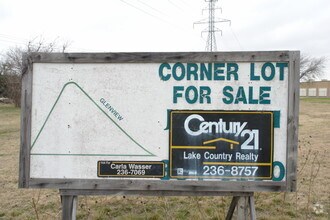 CORNER LOT
FOR SALE
GLENVIEW
Century 21
Lake Country Realty
236-8757
Carla Wasser
236-7069